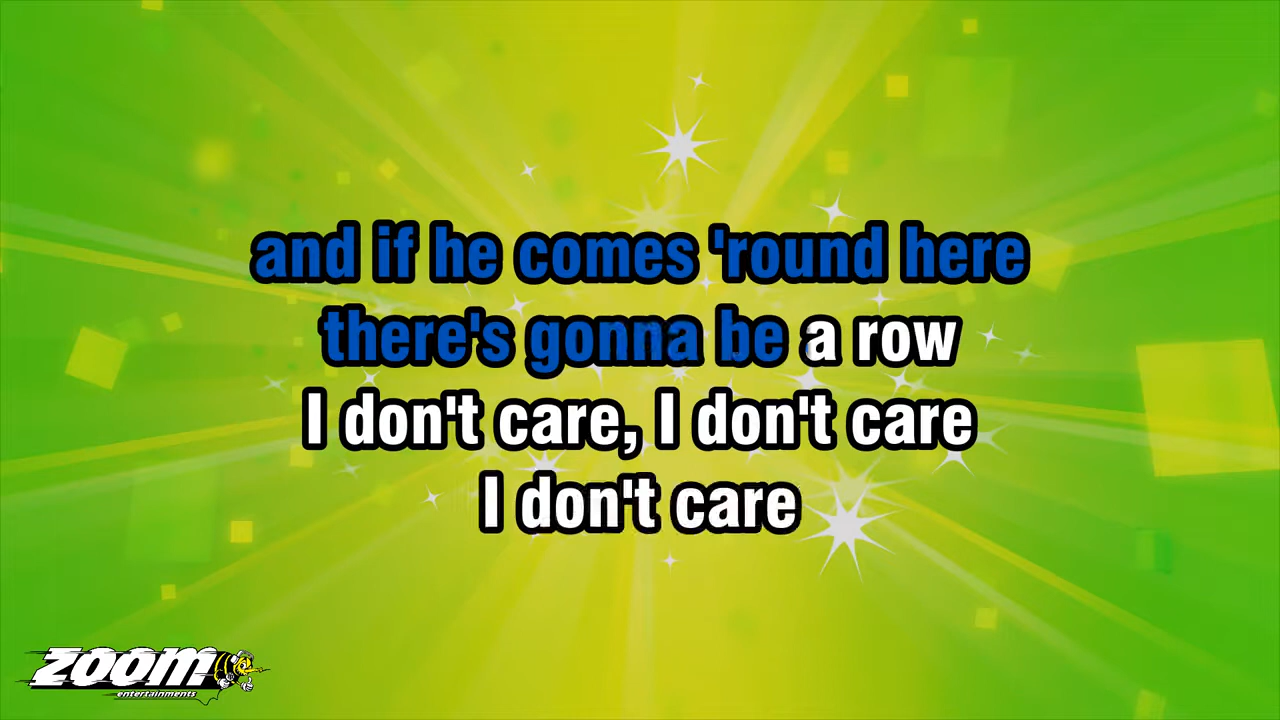 and if he comes 'round here
there's gonna be a row
I don't care, I don't care
I don't care
zoom
entertainments